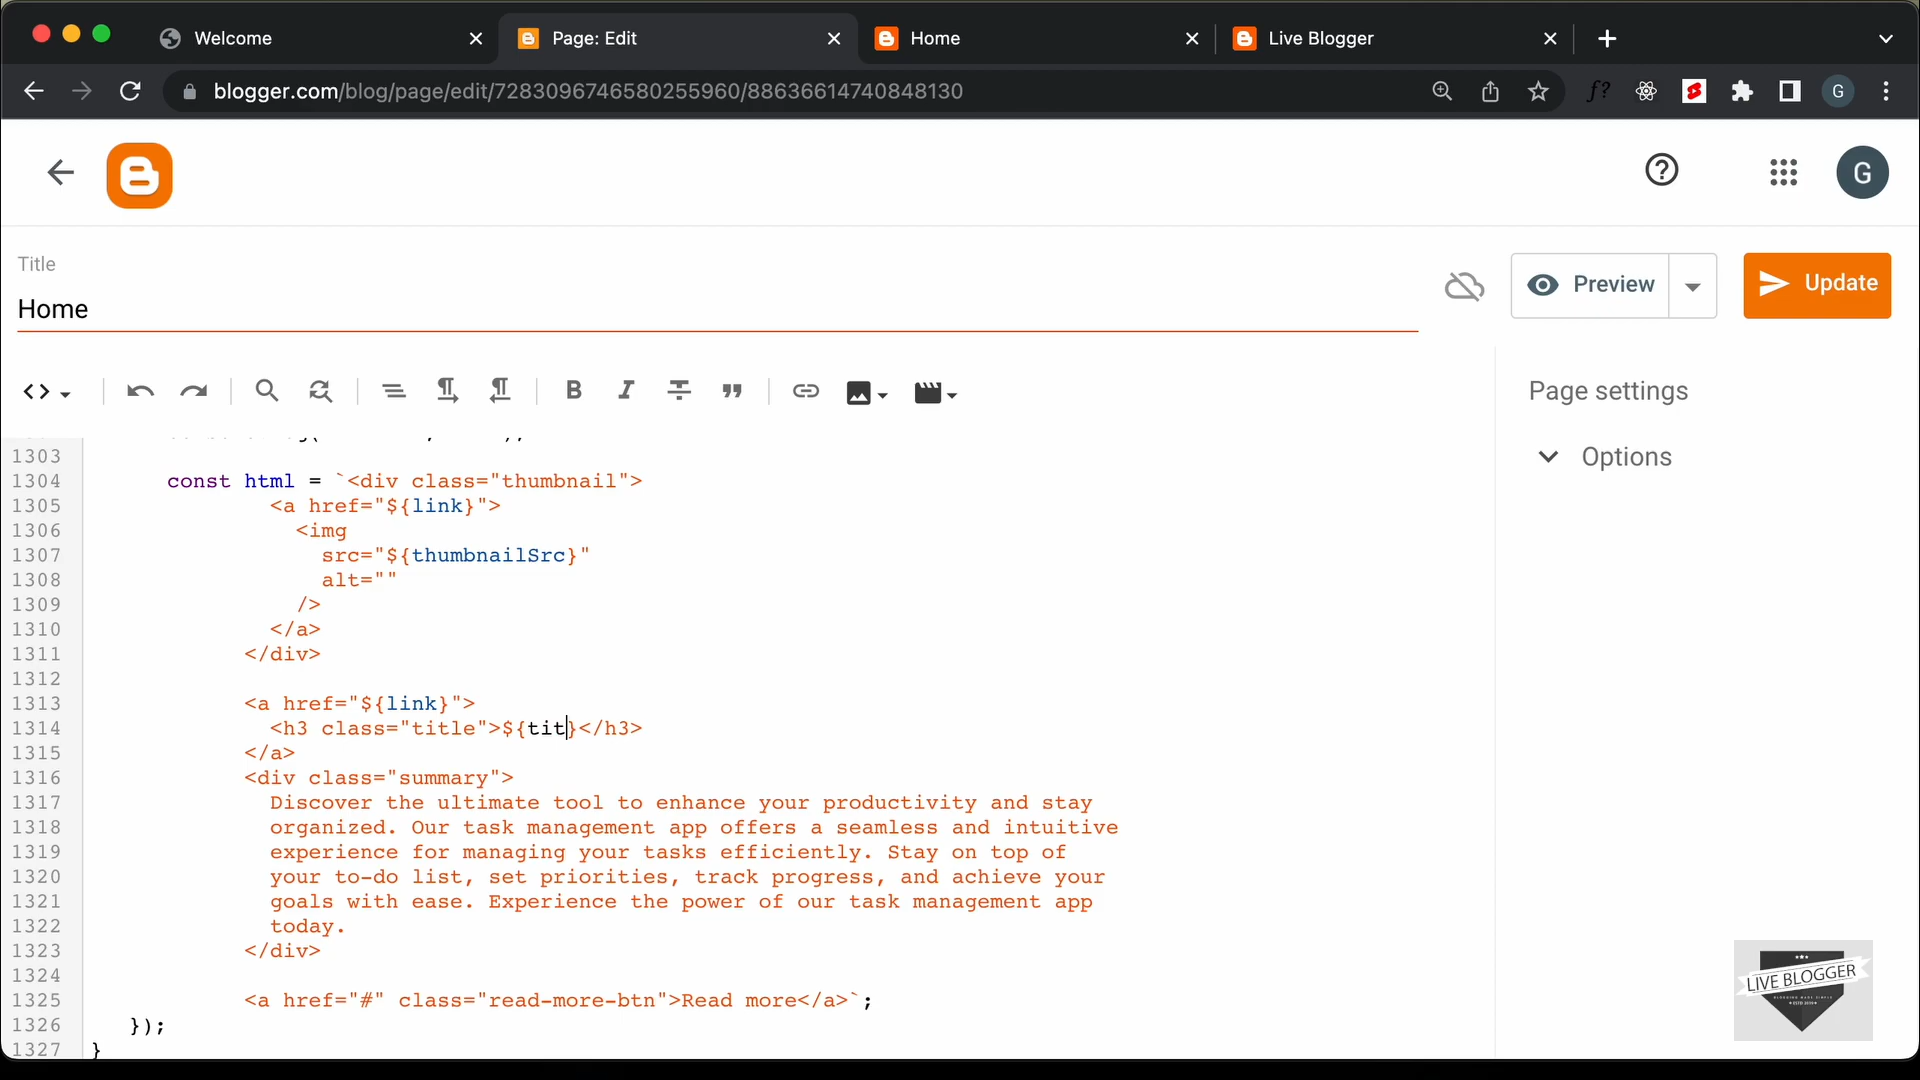 Welcome
Page: Edit
Home
Live Blogger
blogger.com/blog/page/edit/7283096746580255960/88636614740848130
f?
G
G
Title
Home
Preview
Update
Page settings
Options
1303
1304 const html = `<div class="thumbnail">
1305 <a href="${link}">
1306 <img
1307 src="${thumbnailSrc}"
1308 alt=""
1309 />
1310 </a>
1311 </div>
1312
1313 <a href="${link}">
1314 <h3 class="title">${tit}</h3>
1315 </a>
1316 <div class="summary">
1317 Discover the ultimate tool to enhance your productivity and stay
1318 organized. Our task management app offers a seamless and intuitive
1319 experience for managing your tasks efficiently. Stay on top of
1320 your to-do list, set priorities, track progress, and achieve your
1321 goals with ease. Experience the power of our task management app
1322 today.
1323 </div>
1324
1325 <a href="#" class="read-more-btn">Read more</a>`;
1326 });
1327 }
LIVE BLOGGER